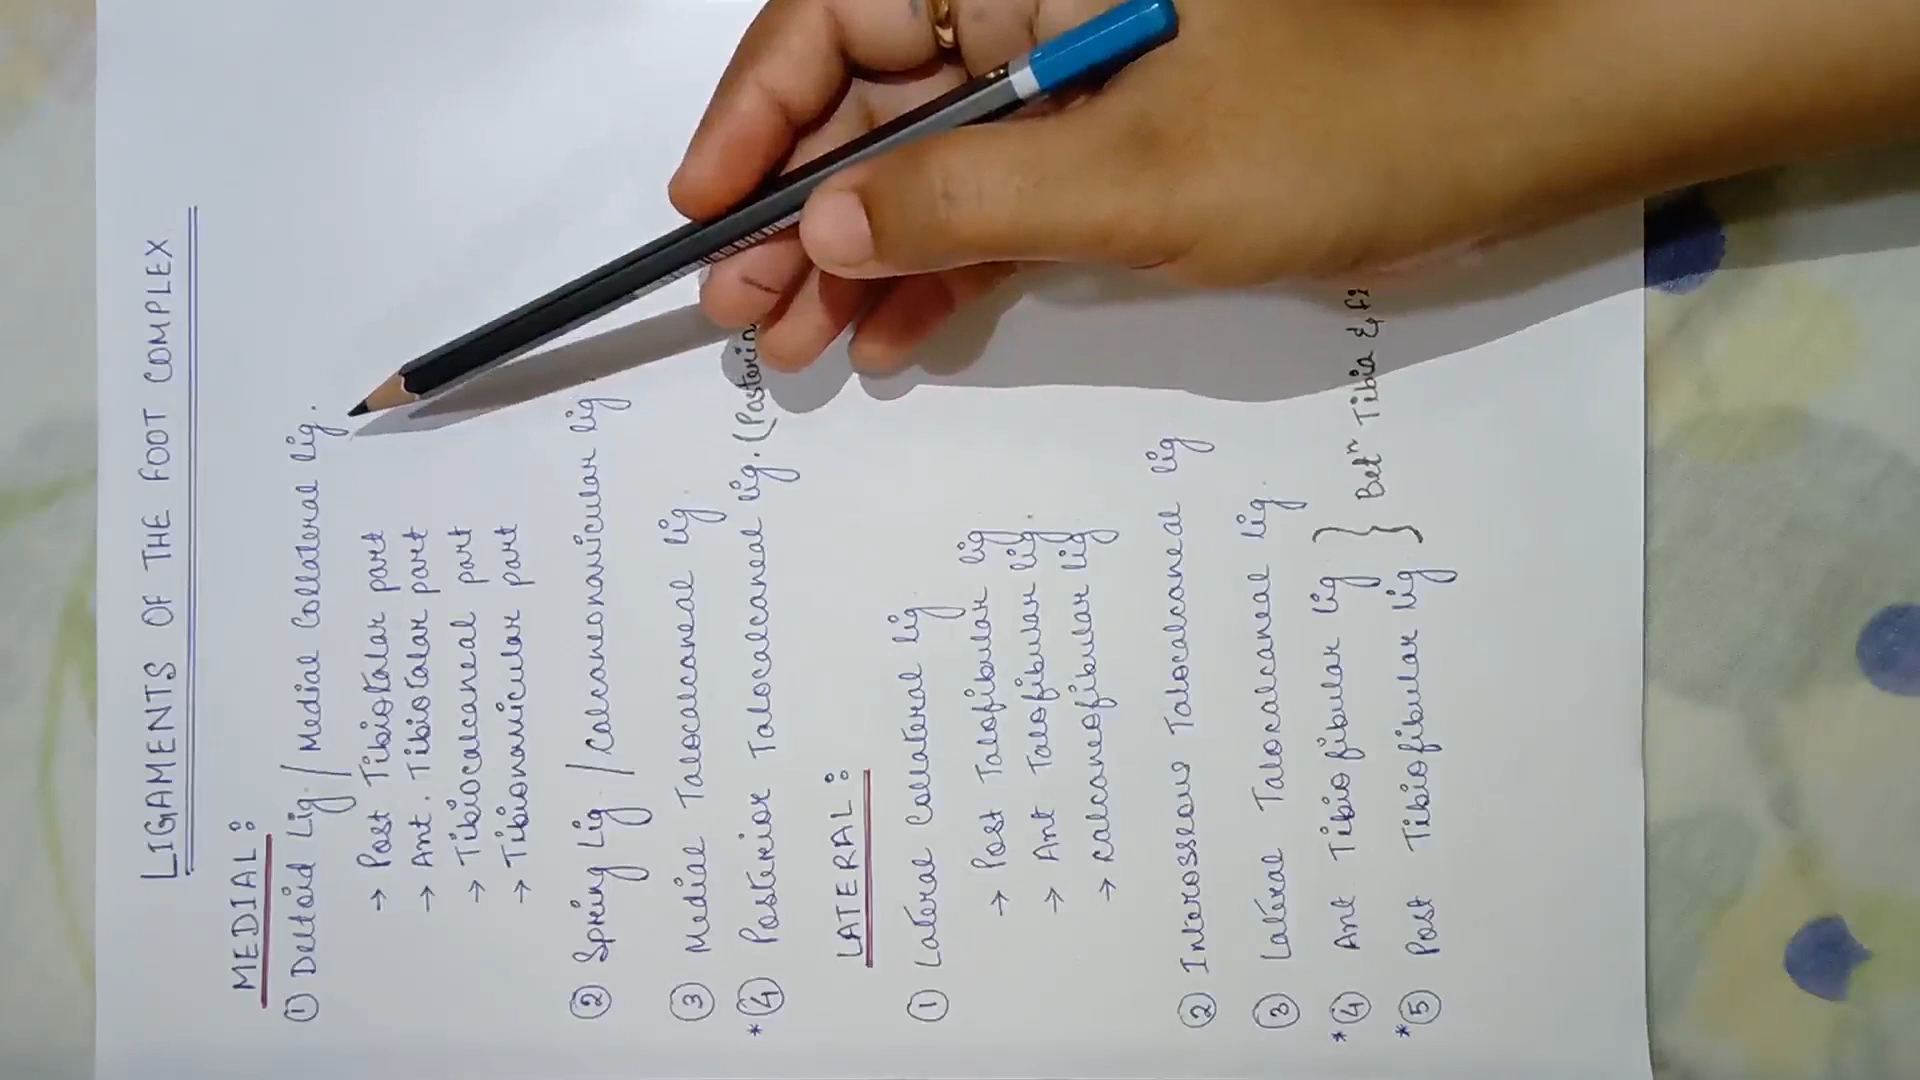 LIGAMENTS OF THE FOOT COMPLEX
MEDIAL :
① Deltoid Lig. / Medial Collateral lig.
→ Post Tibiotalar part
→ Ant. Tibiotalar part
→ Tibiocalcaneal part
→ Tibionavicular part
② Spring Lig / Calcaneonavicular lig
③ Medial Talocalcaneal lig.
*④ Posterior Talocalcaneal lig. (Posterio
LATERAL :
① Lateral Collateral lig
→ Post Talofibular lig
→ Ant Talofibular lig.
→ Calcaneofibular lig
② Interosseous Talocalcaneal lig
③ Lateral Talocalcaneal lig.
*④ Ant Tibiofibular lig } Betⁿ Tibia & fi
*⑤ Post Tibiofibular lig }